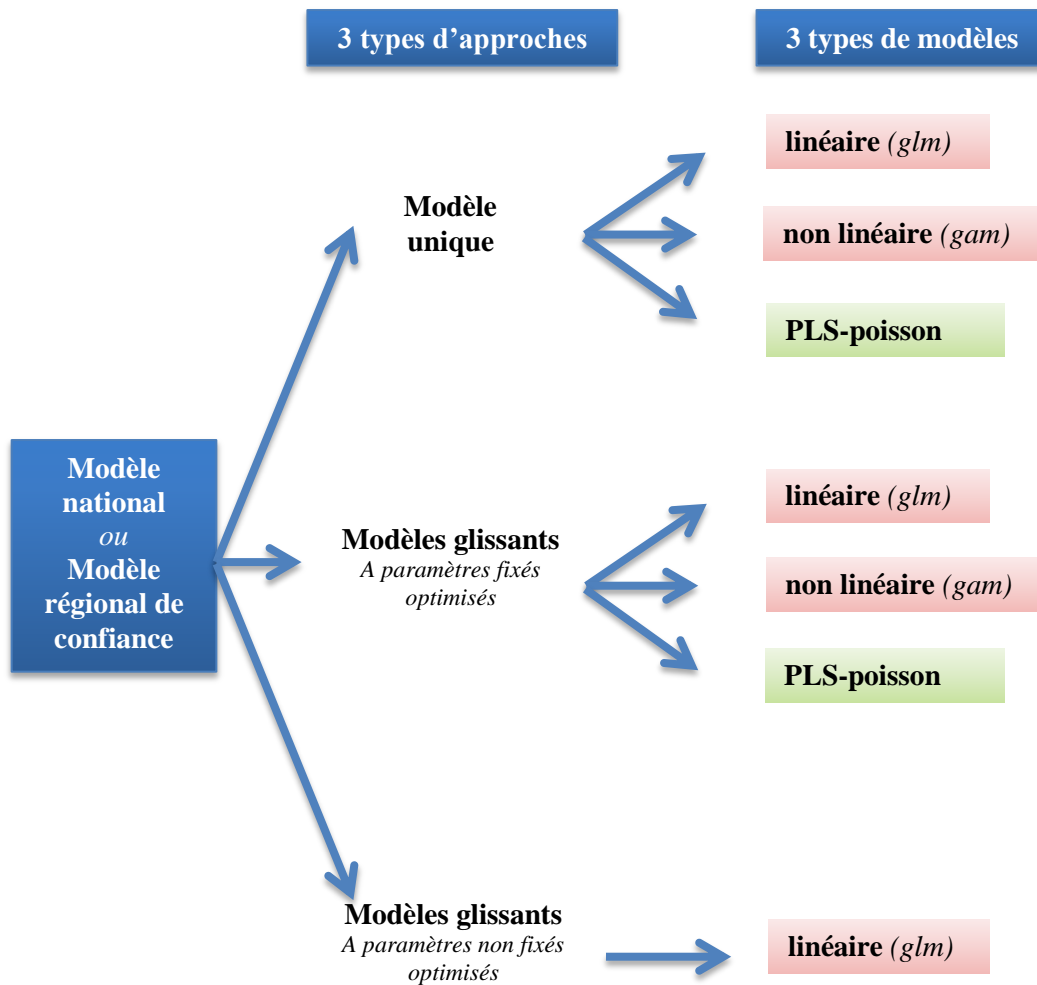 3 types d'approches
3 types de modèles
Modèle
unique
linéaire (glm)
non linéaire (gam)
PLS-poisson
Modèle
national
ou
Modèle
régional de
confiance
Modèles glissants
A paramètres fixés
optimisés
linéaire (glm)
non linéaire (gam)
PLS-poisson
Modèles glissants
A paramètres non fixés
optimisés
linéaire (glm)